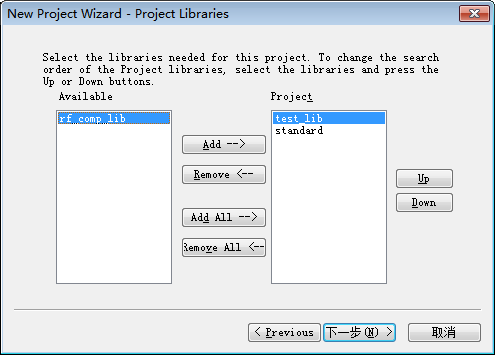 New Project Wizard - Project Libraries
Select the libraries needed for this project. To change the search
order of the Project libraries, select the libraries and press the
Up or Down buttons.
Available
Project
rf_comp_lib
test_lib
standard
Add -->
Remove <--
Add All -->
Remove All <--
Up
Down
< Previous
下一步(N) >
取消